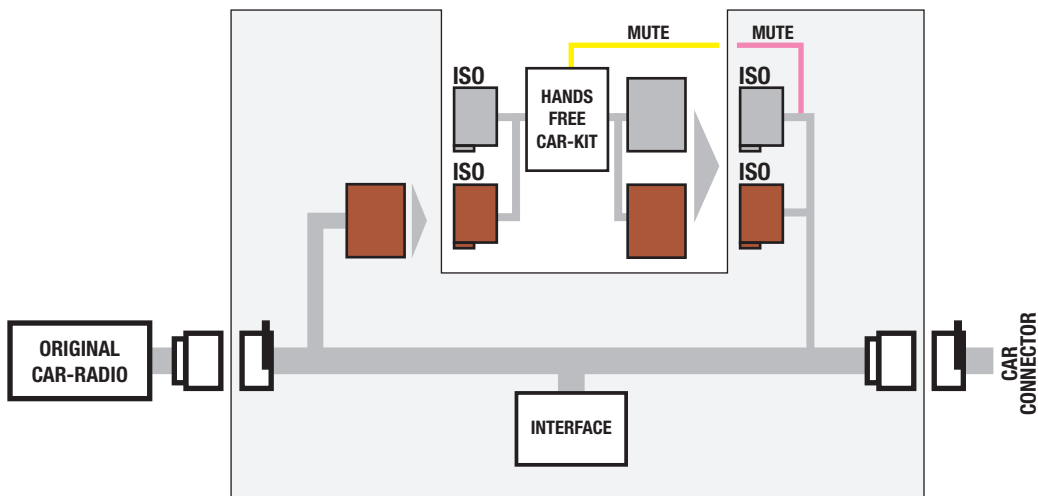 MUTE
MUTE
ISO
ISO
HANDS
FREE
CAR-KIT
ISO
ISO
ORIGINAL
CAR-RADIO
INTERFACE
CAR
CONNECTOR